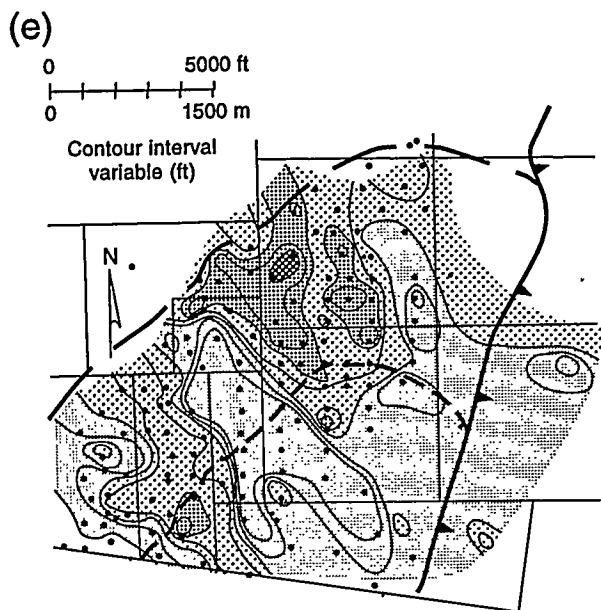 (e)
0 5000 ft
0 1500 m
Contour interval
variable (ft)
N